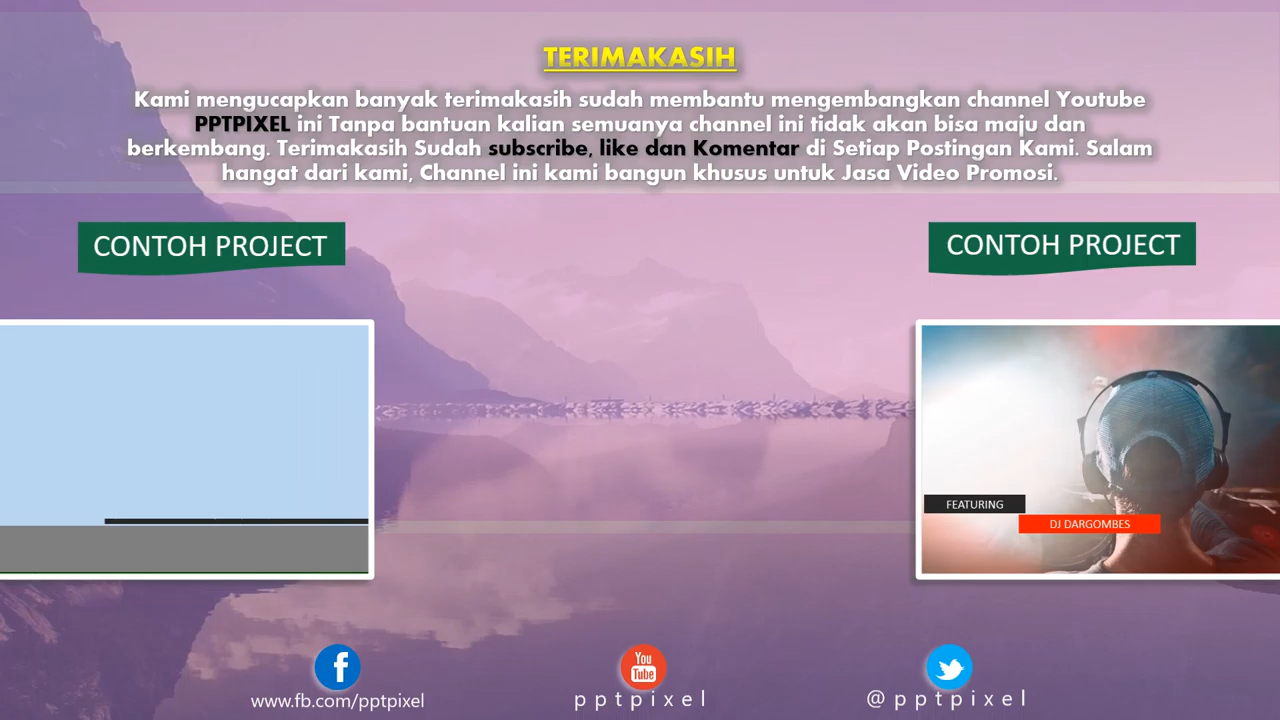 TERIMAKASIH
Kami mengucapkan banyak terimakasih sudah membantu mengembangkan channel Youtube
PPTPIXEL ini Tanpa bantuan kalian semuanya channel ini tidak akan bisa maju dan
berkembang. Terimakasih Sudah subscribe, like dan Komentar di Setiap Postingan Kami. Salam
hangat dari kami, Channel ini kami bangun khusus untuk Jasa Video Promosi.
CONTOH PROJECT
CONTOH PROJECT
FEATURING
DJ DARGOMBES
f
You
Tube
www.fb.com/pptpixel
pptpixel
@pptpixel